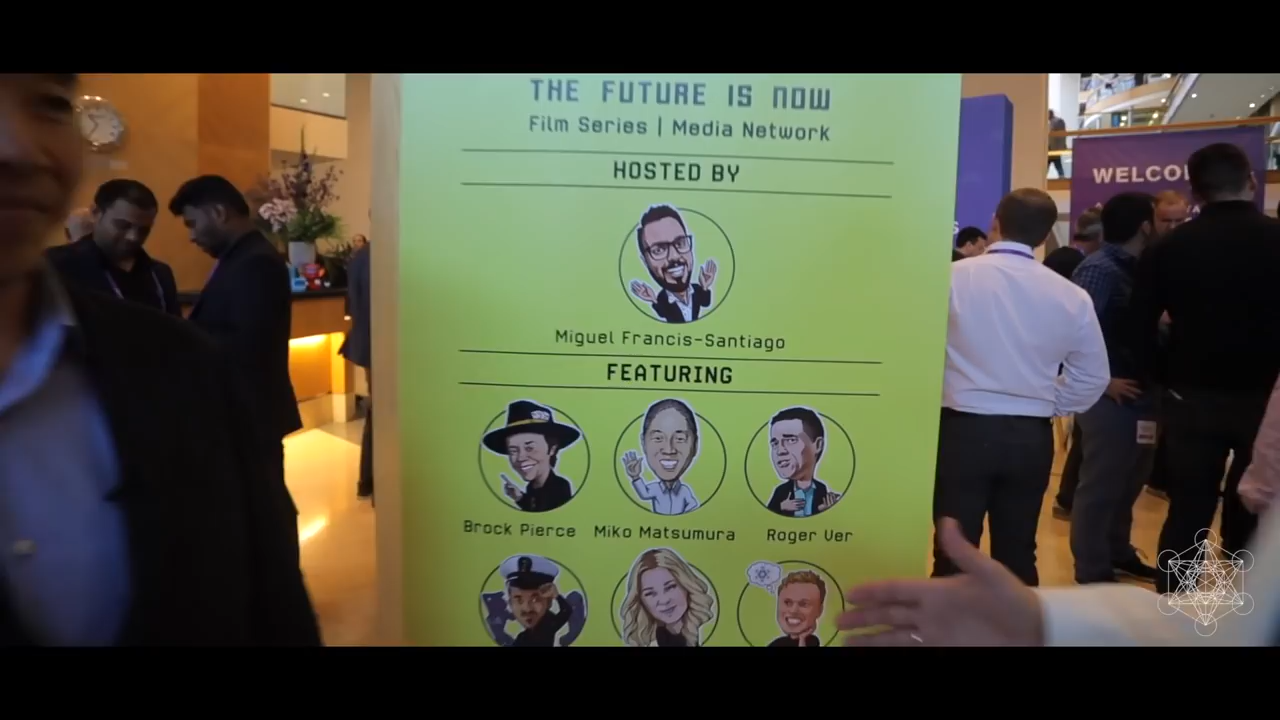 THE FUTURE IS NOW
Film Series | Media Network
HOSTED BY
Miguel Francis-Santiago
FEATURING
Brock Pierce
Miko Matsumura
Roger Ver